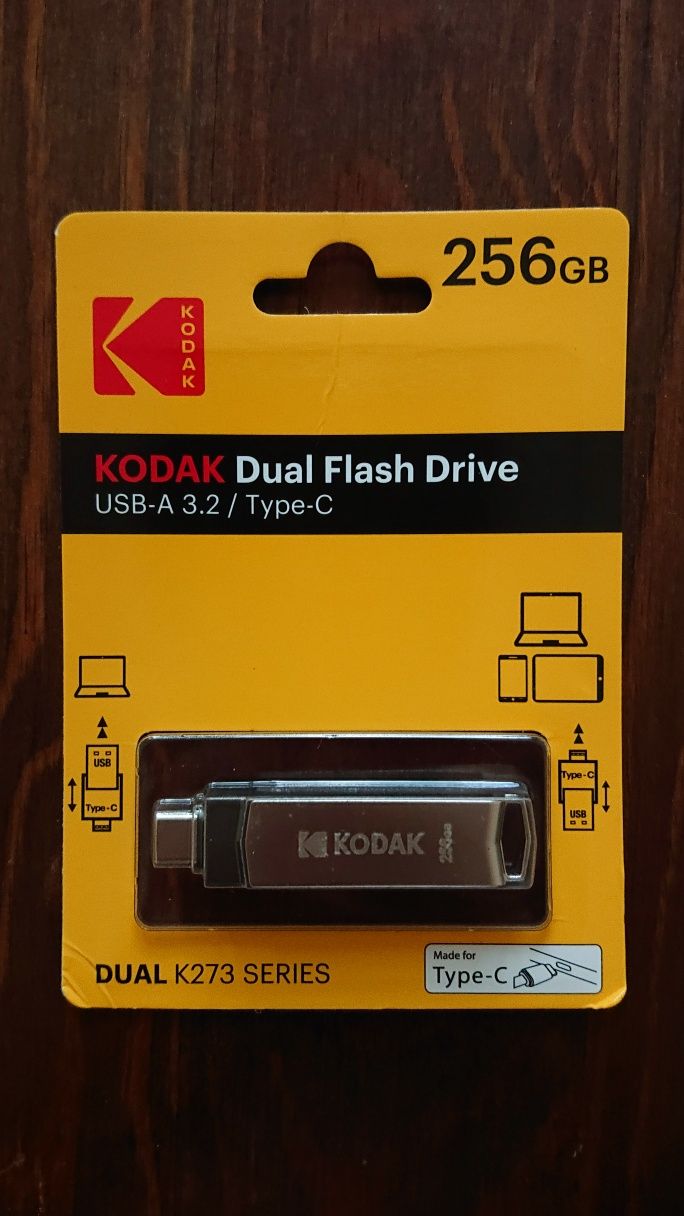 256GB
KODAK
KODAK Dual Flash Drive
USB-A 3.2 / Type-C
USB
Type-C
Type-C
USB
KODAK 256GB
DUAL K273 SERIES
Made for
Type-C